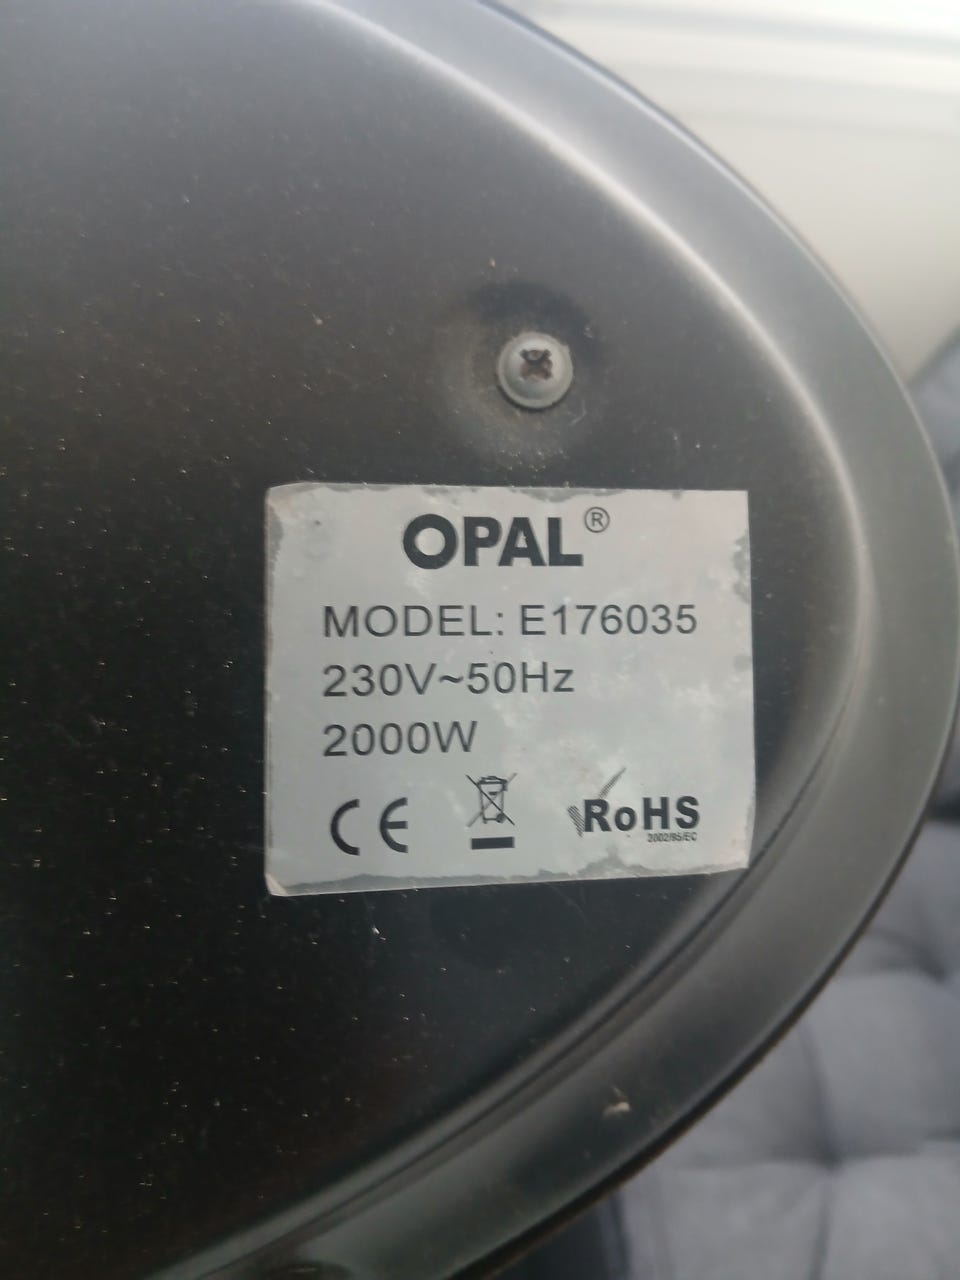 OPAL®
MODEL: E176035
230V~50Hz
2000W
CE
RoHS
2002/95/EC